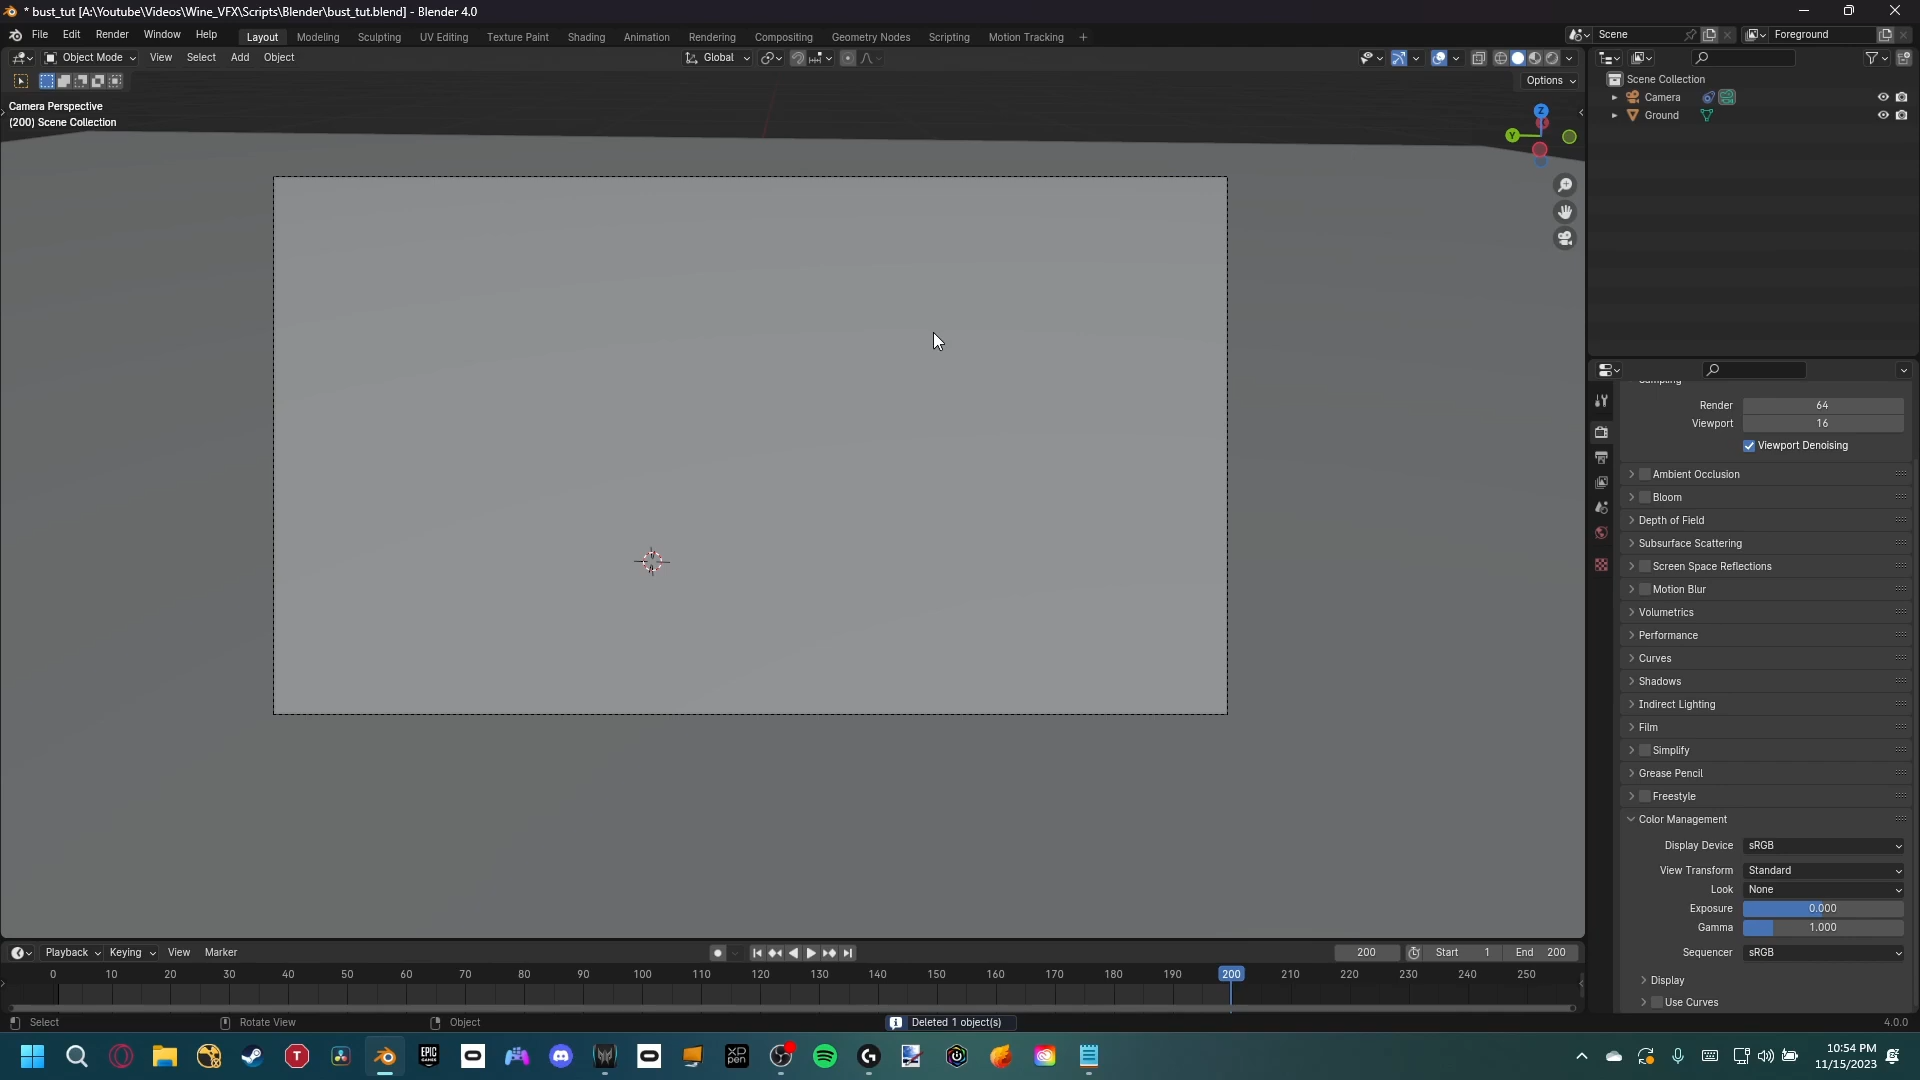 * bust_tut [A:\Youtube\Videos\Wine_VFX\Scripts\Blender\bust_tut.blend] - Blender 4.0
File Edit Render Window Help Layout Modeling Sculpting UV Editing Texture Paint Shading Animation Rendering Compositing Geometry Nodes Scripting Motion Tracking + Scene Foreground
Object Mode View Select Add Object Global
Options
Camera Perspective
(200) Scene Collection
Z
Y
Scene Collection
Camera
Ground
Sampling
Render 64
Viewport 16
Viewport Denoising
Ambient Occlusion
Bloom
Depth of Field
Subsurface Scattering
Screen Space Reflections
Motion Blur
Volumetrics
Performance
Curves
Shadows
Indirect Lighting
Film
Simplify
Grease Pencil
Freestyle
Color Management
Display Device sRGB
View Transform Standard
Look None
Exposure 0.000
Gamma 1.000
Sequencer sRGB
Display
Use Curves
Playback Keying View Marker 200 Start 1 End 200
0 10 20 30 40 50 60 70 80 90 100 110 120 130 140 150 160 170 180 190 200 210 220 230 240 250
Select Rotate View Object Deleted 1 object(s) 4.0.0
T EPIC GAMES XP PEN
10:54 PM
11/15/2023